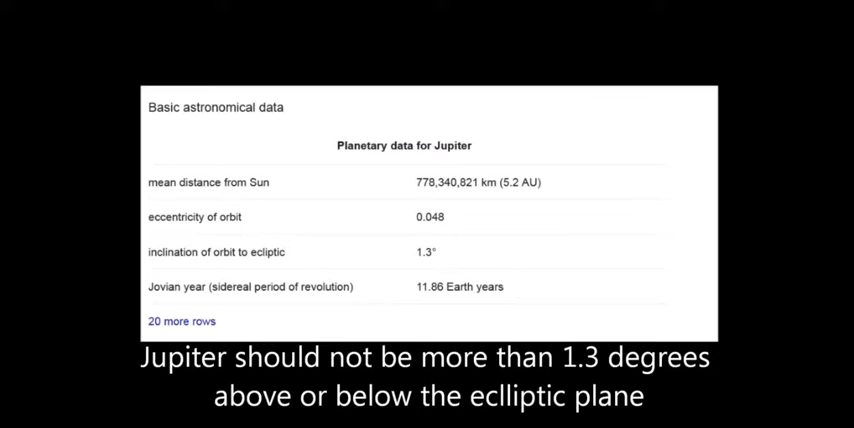 Basic astronomical data
Planetary data for Jupiter
mean distance from Sun 778,340,821 km (5.2 AU)
eccentricity of orbit 0.048
inclination of orbit to ecliptic 1.3°
Jovian year (sidereal period of revolution) 11.86 Earth years
20 more rows
Jupiter should not be more than 1.3 degrees
above or below the eclliptic plane